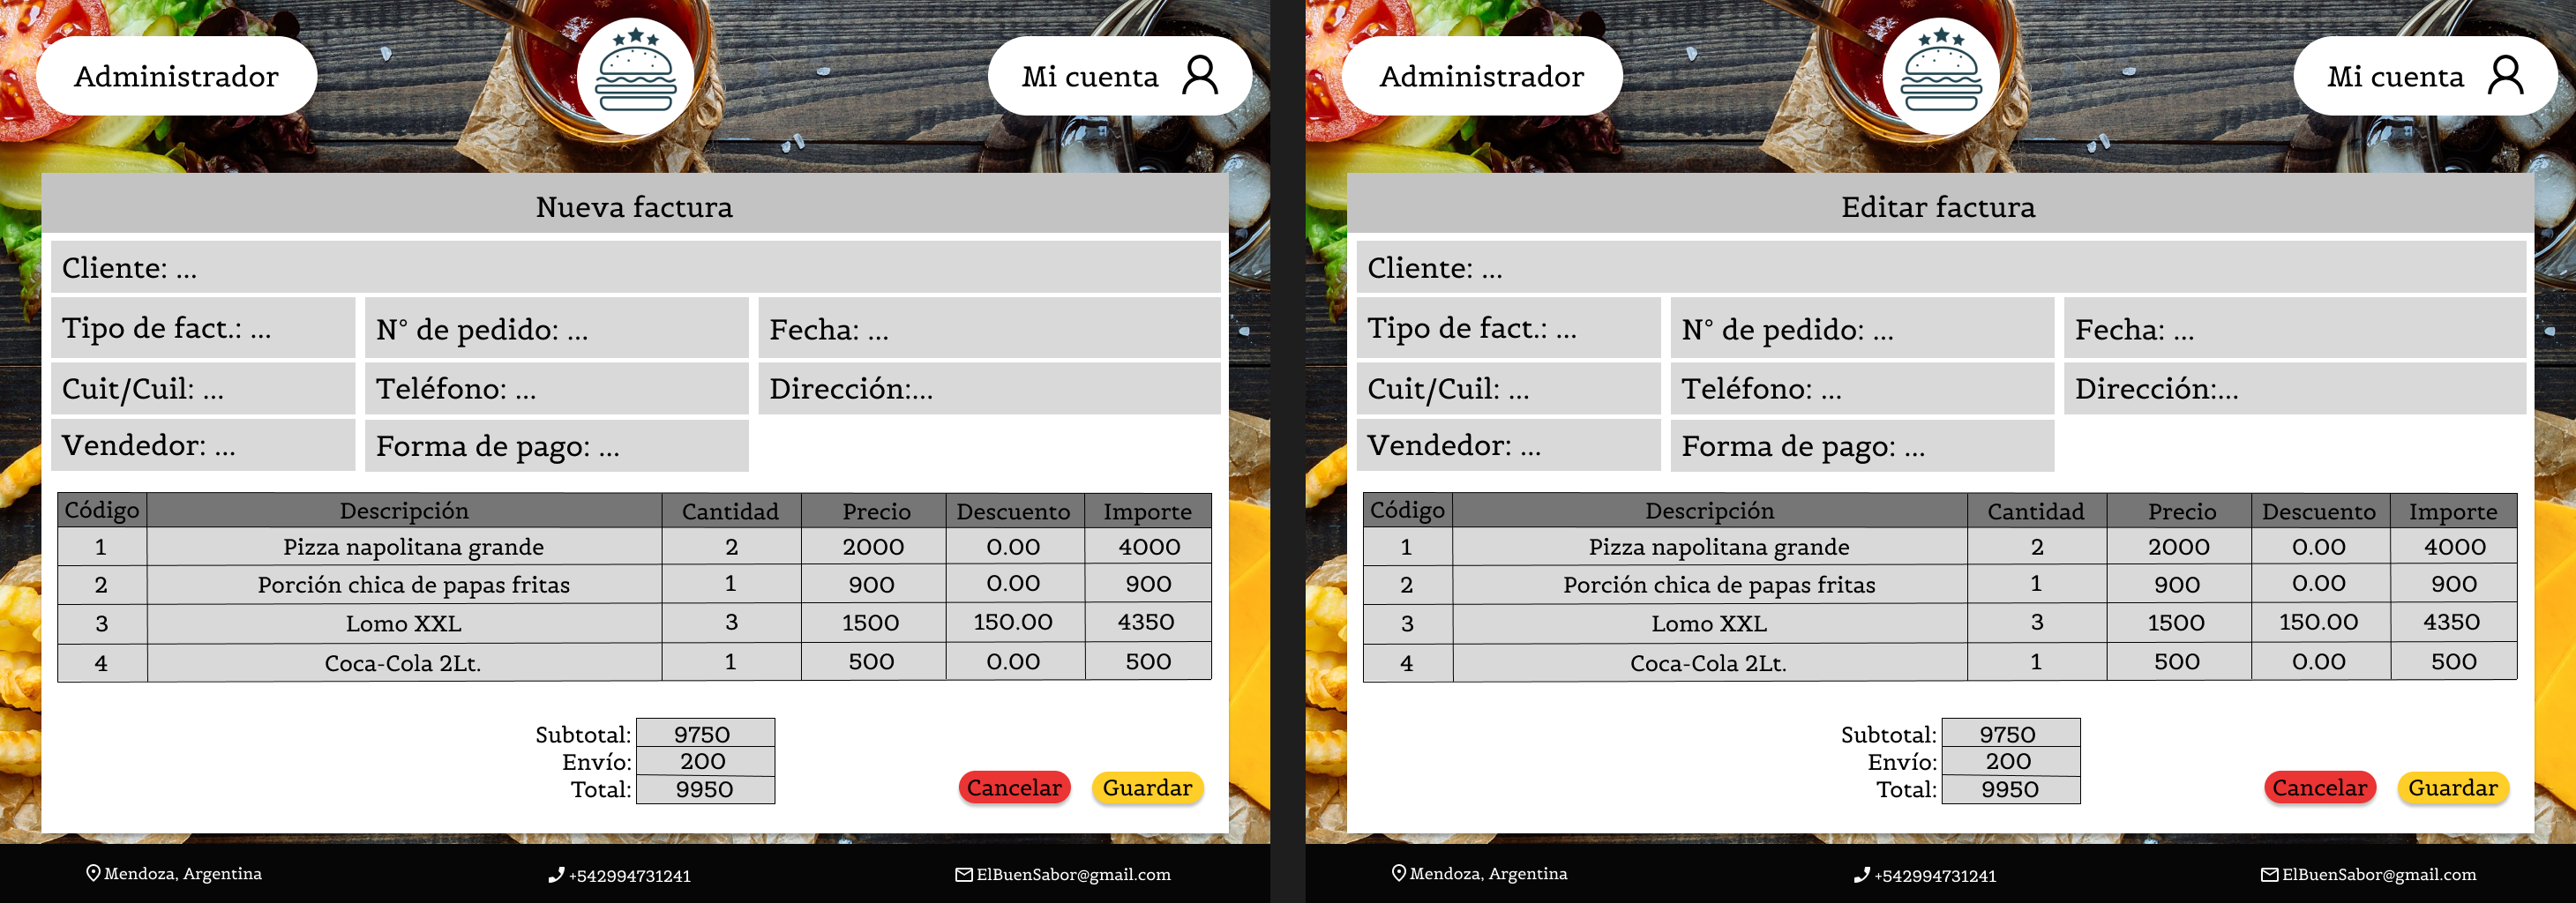 Administrador
Mi cuenta
Nueva factura
Cliente: ...
Tipo de fact.: ... N° de pedido: ... Fecha: ...
Cuit/Cuil: ... Teléfono: ... Dirección:...
Vendedor: ... Forma de pago: ...
Código Descripción Cantidad Precio Descuento Importe
1 Pizza napolitana grande 2 2000 0.00 4000
2 Porción chica de papas fritas 1 900 0.00 900
3 Lomo XXL 3 1500 150.00 4350
4 Coca-Cola 2Lt. 1 500 0.00 500
Subtotal: 9750
Envío: 200
Total: 9950
Cancelar Guardar
Mendoza, Argentina +542994731241 ElBuenSabor@gmail.com
Administrador
Mi cuenta
Editar factura
Cliente: ...
Tipo de fact.: ... N° de pedido: ... Fecha: ...
Cuit/Cuil: ... Teléfono: ... Dirección:...
Vendedor: ... Forma de pago: ...
Código Descripción Cantidad Precio Descuento Importe
1 Pizza napolitana grande 2 2000 0.00 4000
2 Porción chica de papas fritas 1 900 0.00 900
3 Lomo XXL 3 1500 150.00 4350
4 Coca-Cola 2Lt. 1 500 0.00 500
Subtotal: 9750
Envío: 200
Total: 9950
Cancelar Guardar
Mendoza, Argentina +542994731241 ElBuenSabor@gmail.com